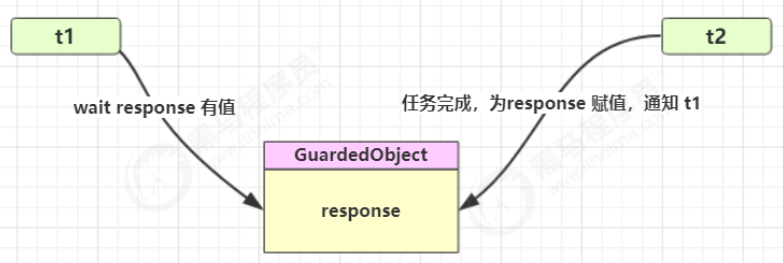 t1
t2
wait response 有值
任务完成，为response 赋值，通知 t1
GuardedObject
response
黑马程序员
www.itheima.com
黑马程序员
www.itheima.com